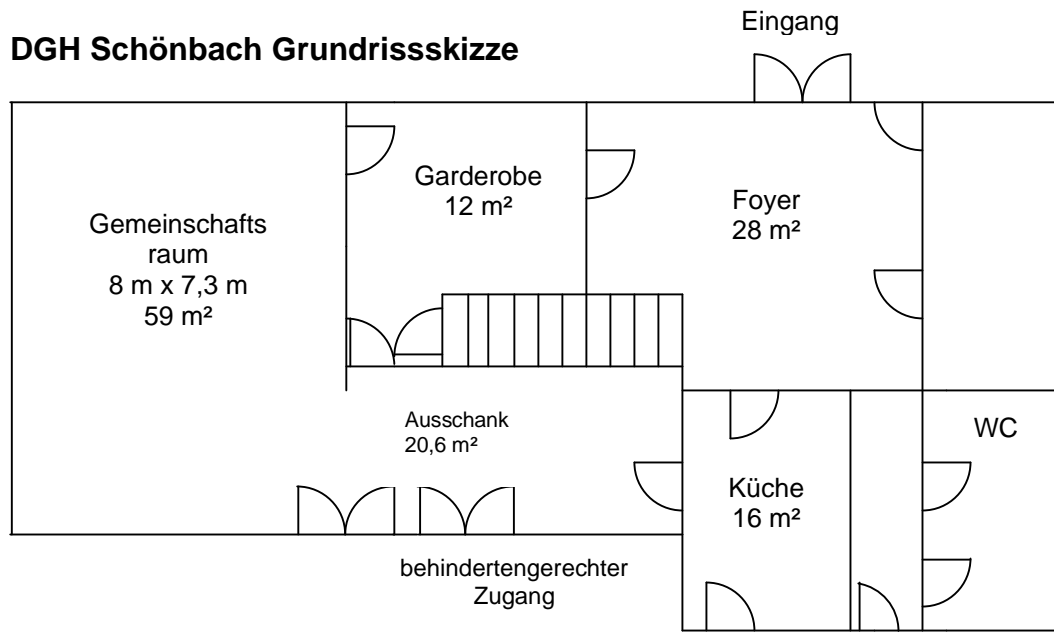 Eingang
DGH Schönbach Grundrissskizze
Gemeinschafts
raum
8 m x 7,3 m
59 m²
Garderobe
12 m²
Foyer
28 m²
Ausschank
20,6 m²
Küche
16 m²
WC
behindertengerechter
Zugang